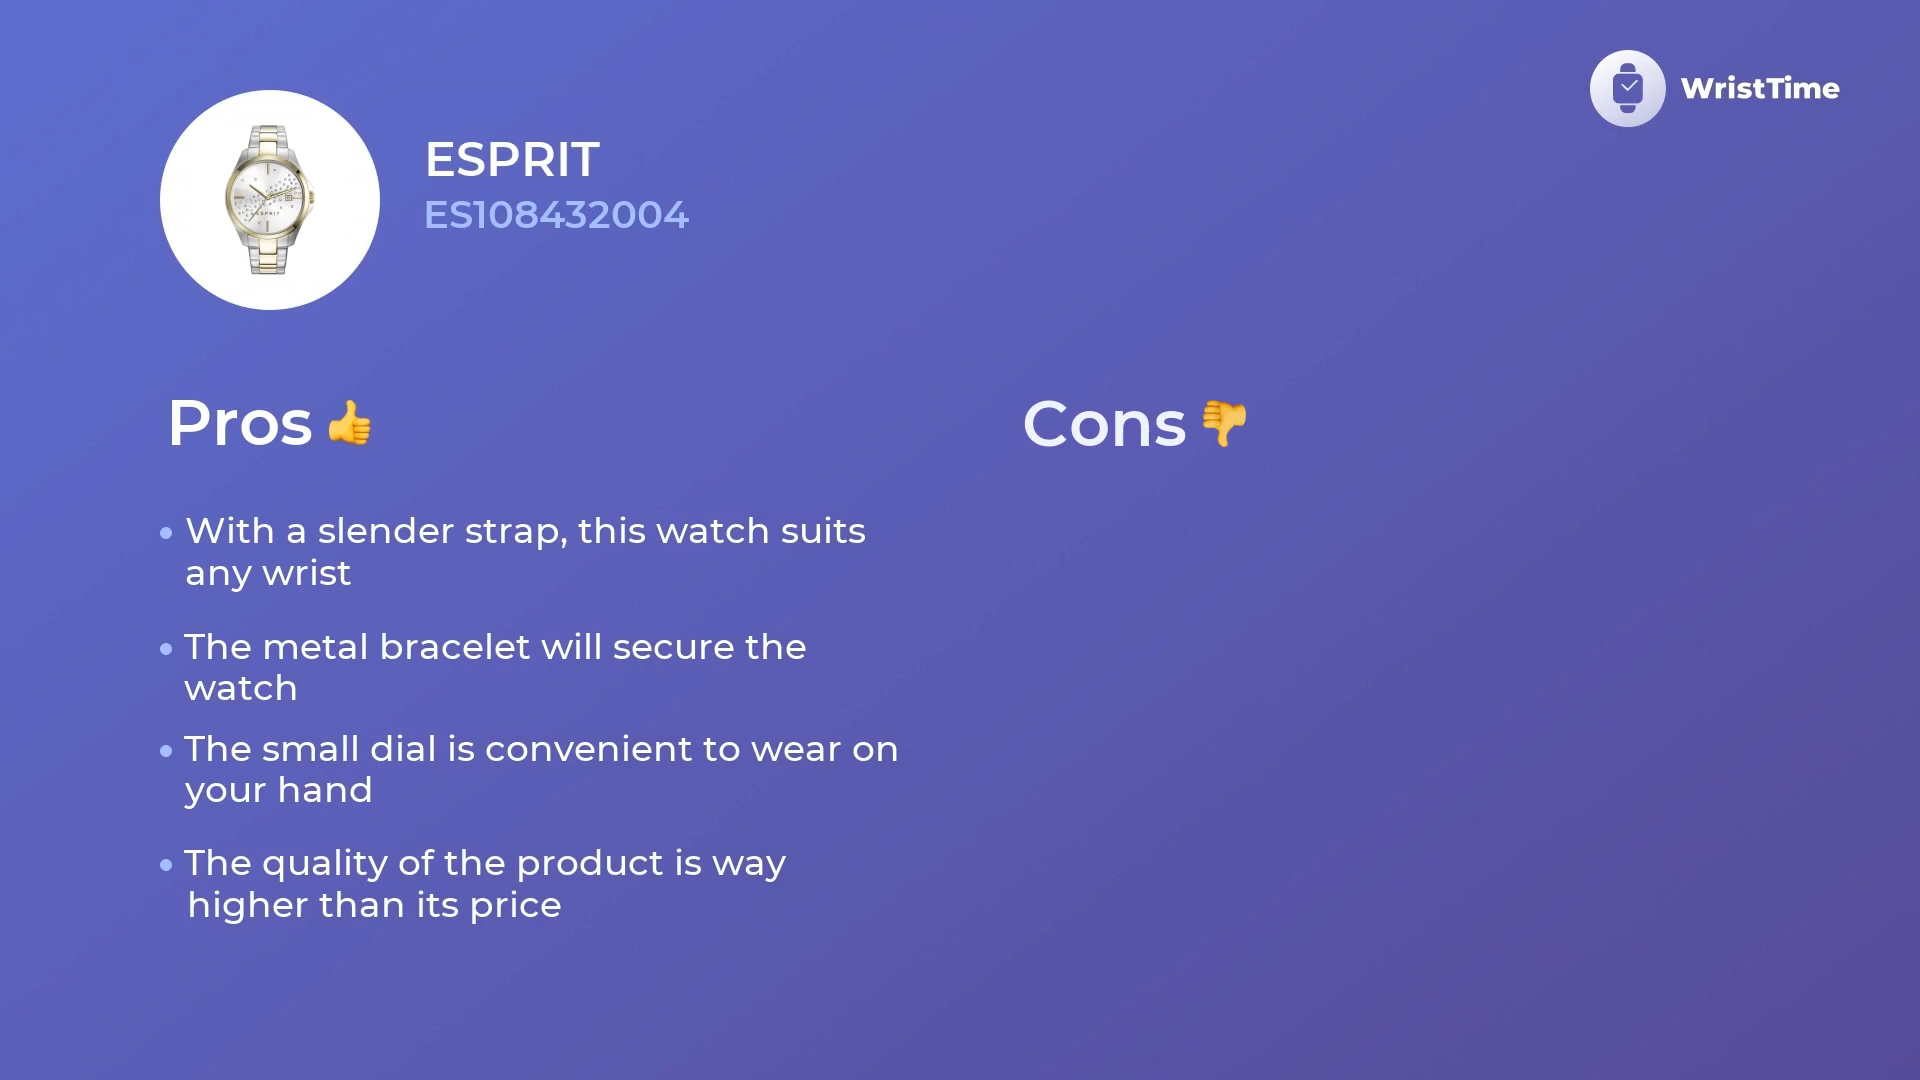 WristTime
ESPRIT
ES108432004
ESPRIT
Pros
Cons
With a slender strap, this watch suits
any wrist
The metal bracelet will secure the
watch
The small dial is convenient to wear on
your hand
The quality of the product is way
higher than its price